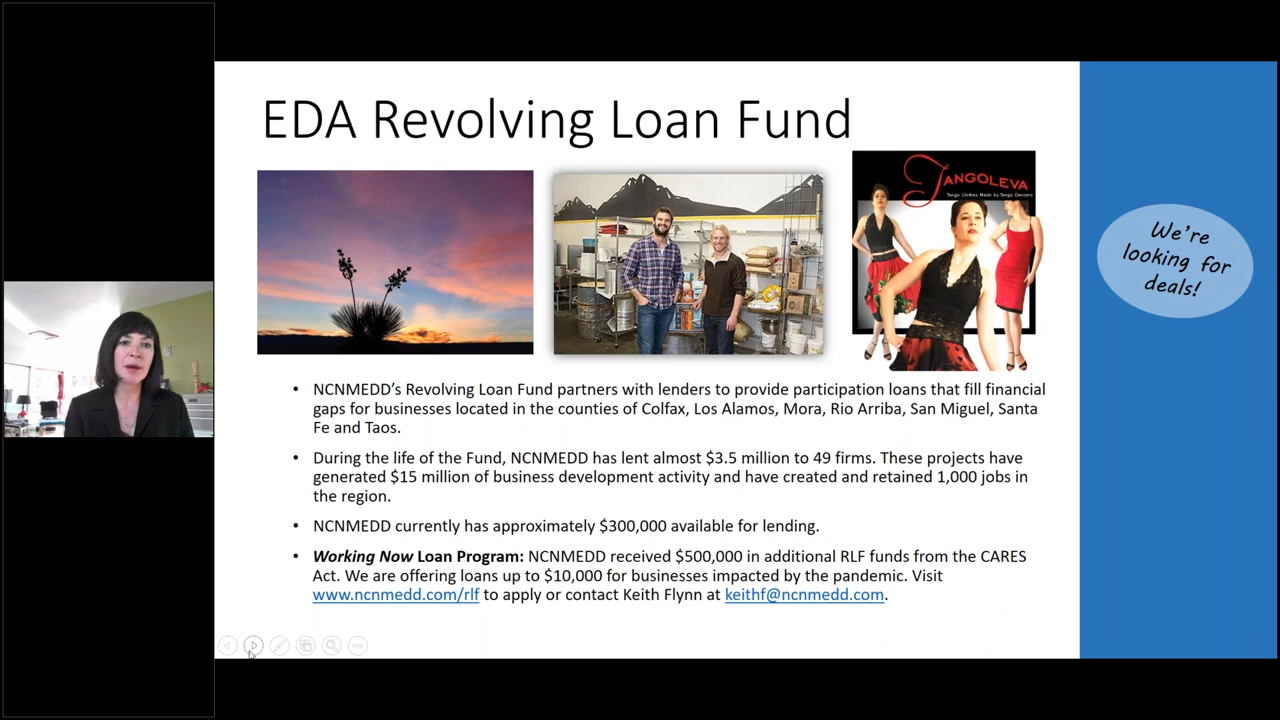 EDA Revolving Loan Fund
TANGOLEVA
Tango Clothes Made by Tango Dancers
We're
looking for
deals!
• NCNMEDD's Revolving Loan Fund partners with lenders to provide participation loans that fill financial
gaps for businesses located in the counties of Colfax, Los Alamos, Mora, Rio Arriba, San Miguel, Santa
Fe and Taos.
• During the life of the Fund, NCNMEDD has lent almost $3.5 million to 49 firms. These projects have
generated $15 million of business development activity and have created and retained 1,000 jobs in
the region.
• NCNMEDD currently has approximately $300,000 available for lending.
• Working Now Loan Program: NCNMEDD received $500,000 in additional RLF funds from the CARES
Act. We are offering loans up to $10,000 for businesses impacted by the pandemic. Visit
www.ncnmedd.com/rlf to apply or contact Keith Flynn at keithf@ncnmedd.com.